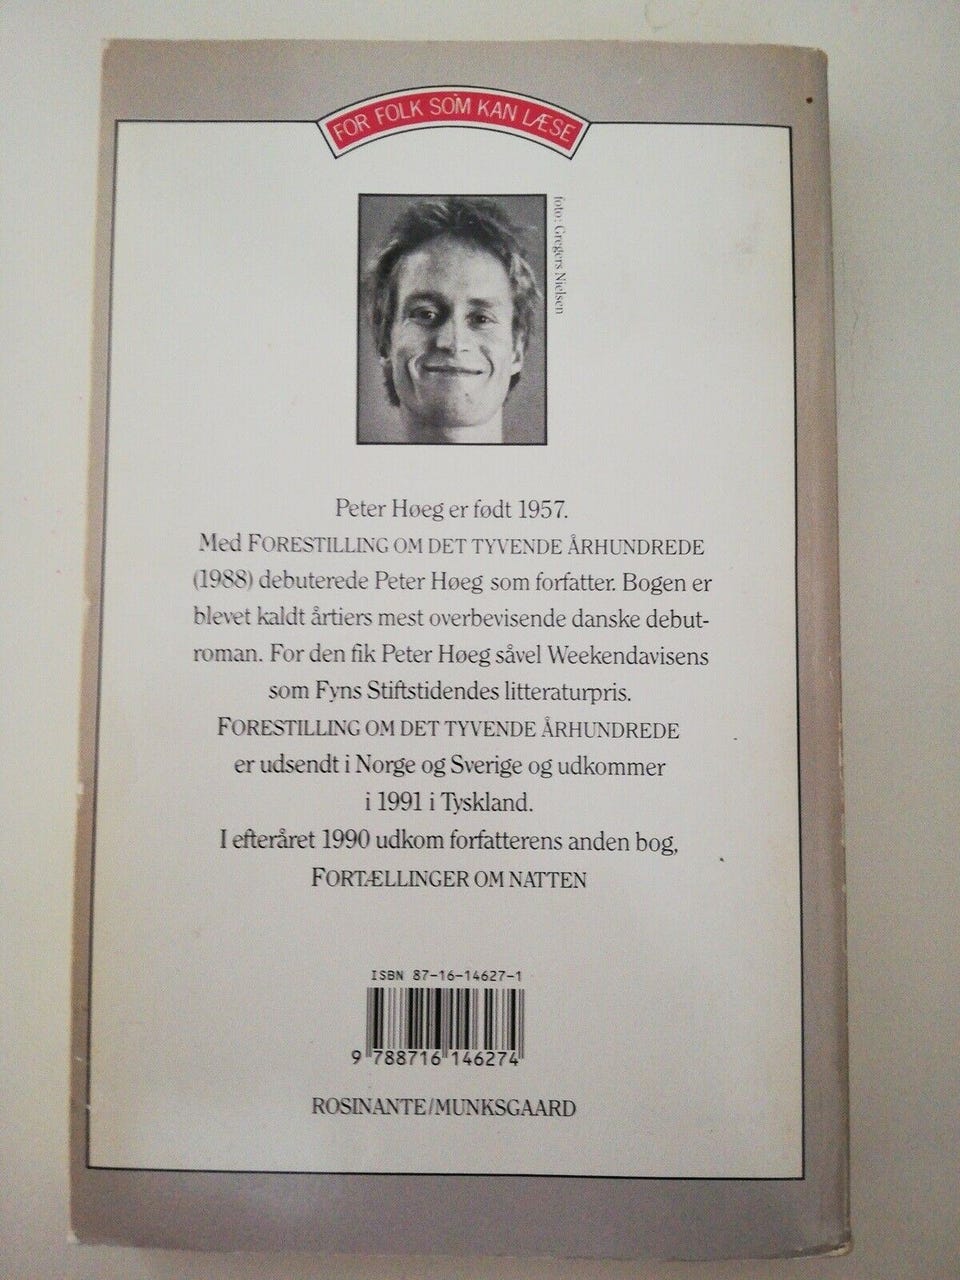 FOR FOLK SOM KAN LÆSE
foto: Gregers Nielsen
Peter Høeg er født 1957.
Med FORESTILLING OM DET TYVENDE ÅRHUNDREDE
(1988) debuterede Peter Høeg som forfatter. Bogen er
blevet kaldt årtiers mest overbevisende danske debut-
roman. For den fik Peter Høeg såvel Weekendavisens
som Fyns Stiftstidendes litteraturpris.
FORESTILLING OM DET TYVENDE ÅRHUNDREDE
er udsendt i Norge og Sverige og udkommer
i 1991 i Tyskland.
I efteråret 1990 udkom forfatterens anden bog,
FORTÆLLINGER OM NATTEN
ISBN 87-16-14627-1
9 788716 146274
ROSINANTE/MUNKSGAARD